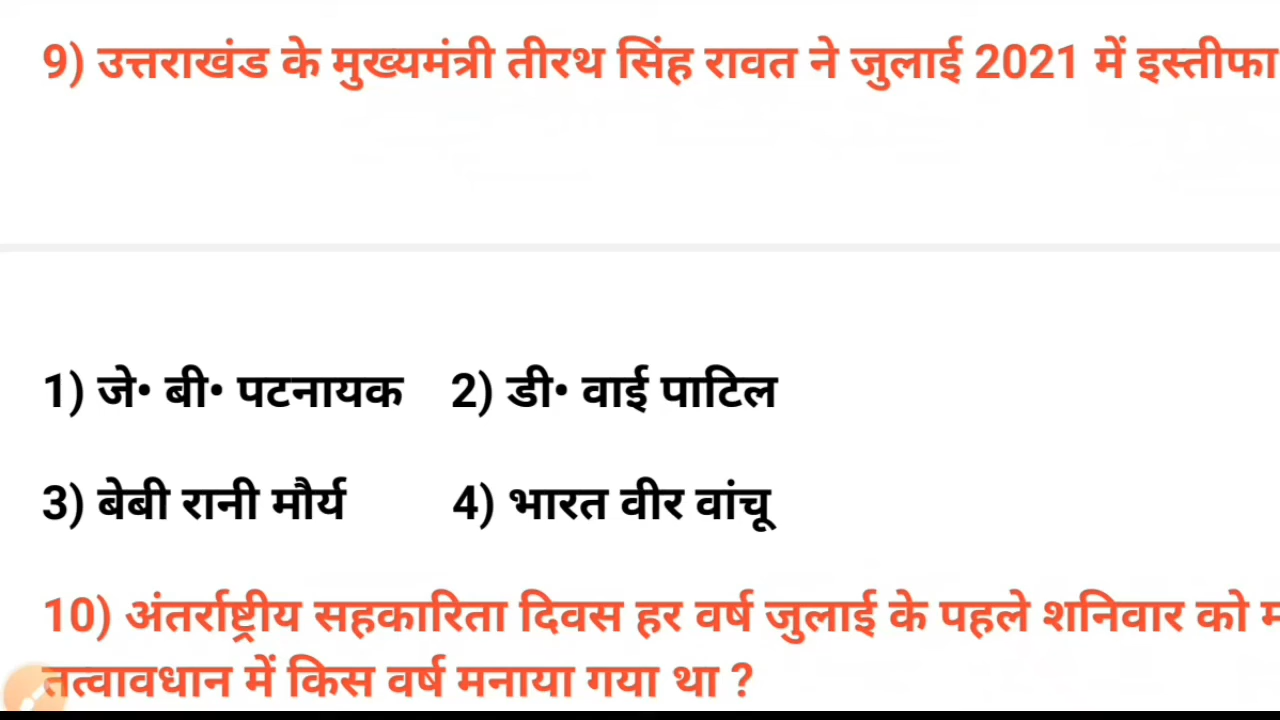 9) उत्तराखंड के मुख्यमंत्री तीरथ सिंह रावत ने जुलाई 2021 में इस्तीफा
1) जे• बी• पटनायक 2) डी• वाई पाटिल
3) बेबी रानी मौर्य 4) भारत वीर वांचू
10) अंतर्राष्ट्रीय सहकारिता दिवस हर वर्ष जुलाई के पहले शनिवार को
तत्वावधान में किस वर्ष मनाया गया था ?